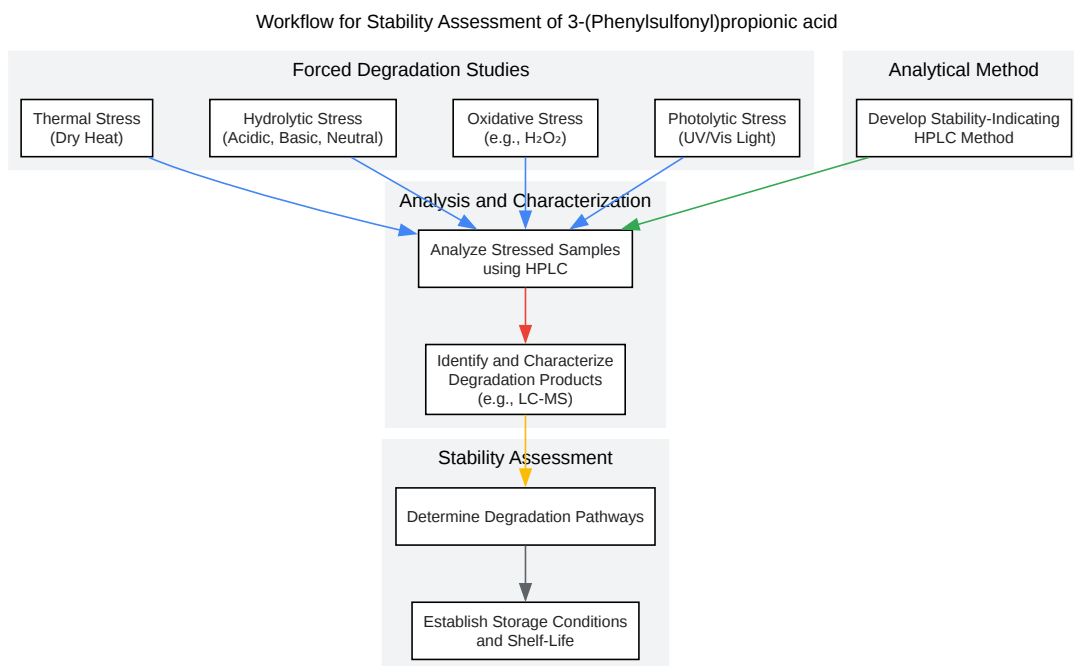 Workflow for Stability Assessment of 3-(Phenylsulfonyl)propionic acid
Forced Degradation Studies
Analytical Method
Thermal Stress
(Dry Heat)
Hydrolytic Stress
(Acidic, Basic, Neutral)
Oxidative Stress
(e.g., H₂O₂)
Photolytic Stress
(UV/Vis Light)
Develop Stability-Indicating
HPLC Method
Analysis and Characterization
Analyze Stressed Samples
using HPLC
Identify and Characterize
Degradation Products
(e.g., LC-MS)
Stability Assessment
Determine Degradation Pathways
Establish Storage Conditions
and Shelf-Life